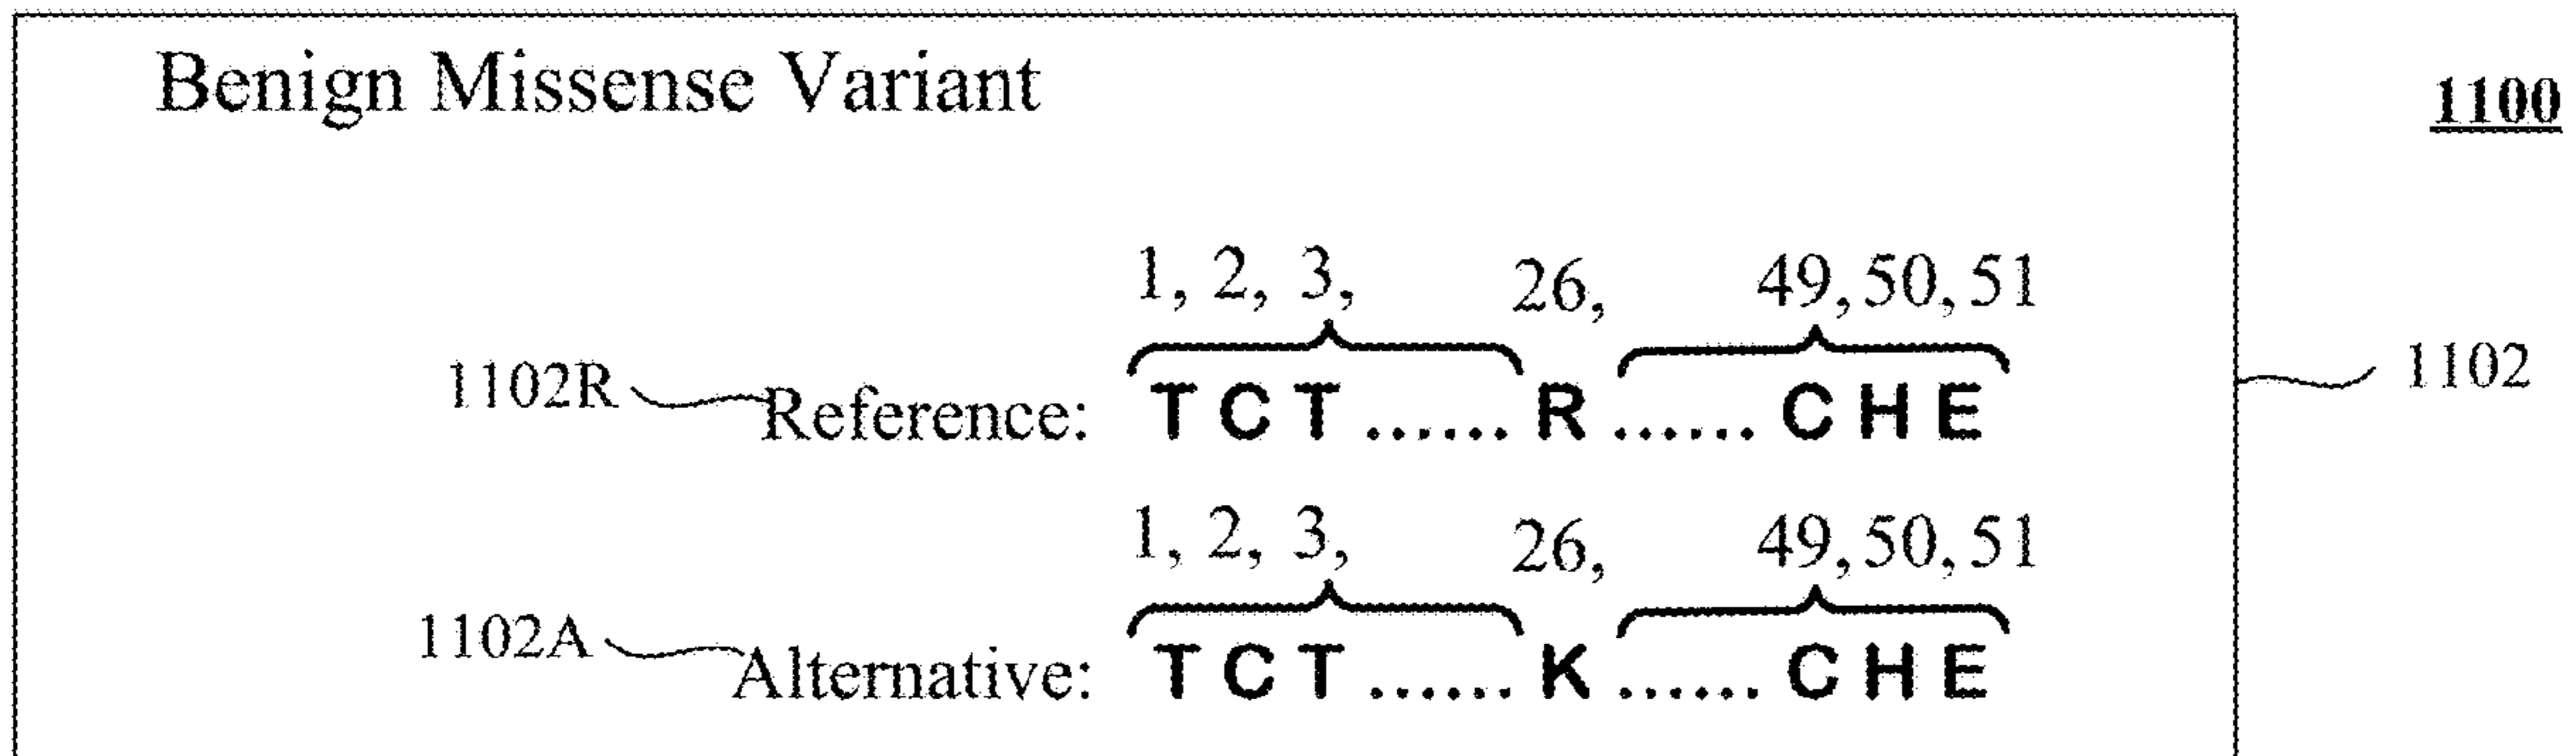 Benign Missense Variant
1100
1, 2, 3, 26, 49, 50, 51
1102R Reference: T C T ...... R ...... C H E 1102
1, 2, 3, 26, 49, 50, 51
1102A Alternative: T C T ...... K ...... C H E